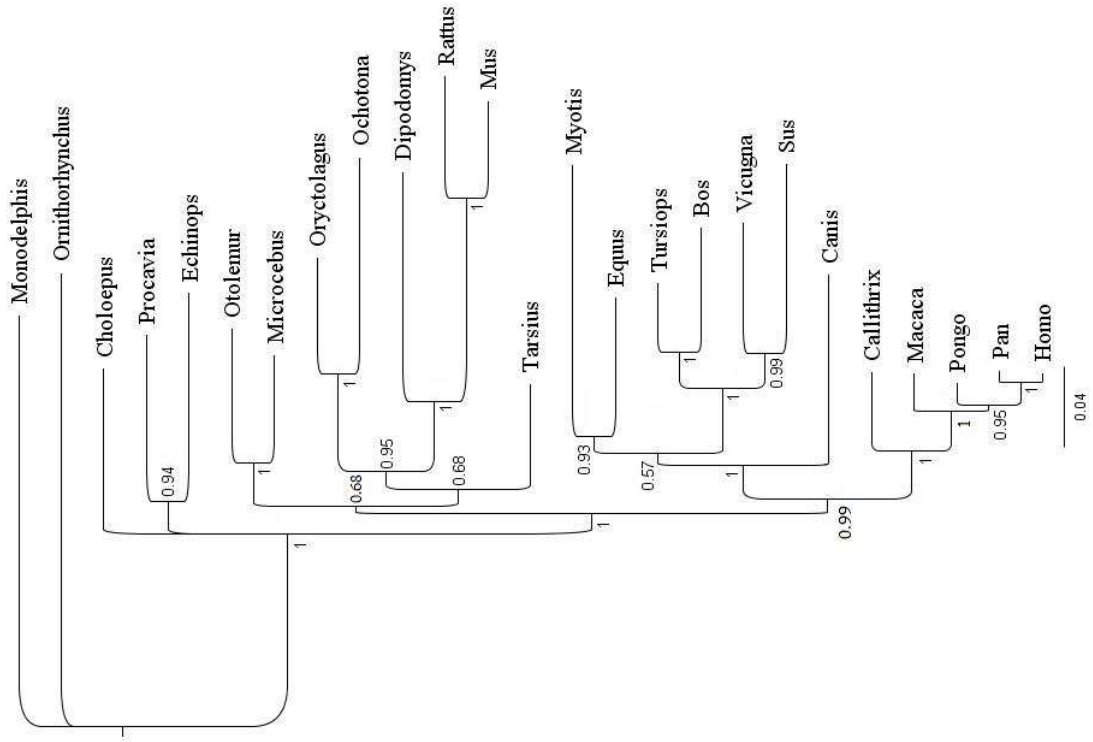 Monodelphis
Ornithorhynchus
Choloepus
Procavia
Echinops
Otolemur
Microcebus
Oryctolagus
Ochotona
Dipodomys
Rattus
Mus
Tarsius
Myotis
Equus
Tursiops
Bos
Vicugna
Sus
Canis
Callithrix
Macaca
Pongo
Pan
Homo
0.94
1
1
0.95
1
1
0.68
0.68
0.93
0.57
1
1
0.99
1
1
1
0.95
1
0.99
1
1
0.04